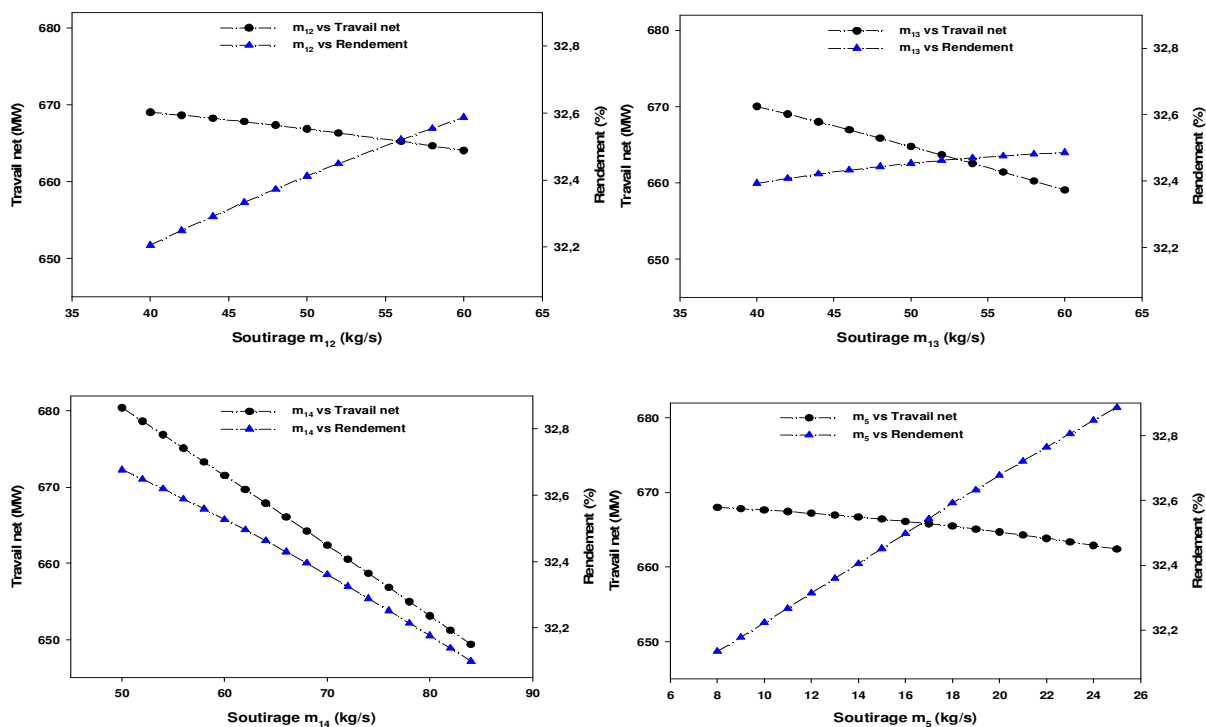 m12 vs Travail net
m12 vs Rendement
Travail net (MW)
680
670
660
650
Rendement (%)
32,8
32,6
32,4
32,2
35 40 45 50 55 60 65
Soutirage m12 (kg/s)
m13 vs Travail net
m13 vs Rendement
Travail net (MW)
680
670
660
650
Rendement (%)
32,8
32,6
32,4
32,2
35 40 45 50 55 60 65
Soutirage m13 (kg/s)
m14 vs Travail net
m14 vs Rendement
Travail net (MW)
680
670
660
650
Rendement (%)
32,8
32,6
32,4
32,2
50 60 70 80 90
Soutirage m14 (kg/s)
m5 vs Travail net
m5 vs Rendement
Travail net (MW)
680
670
660
650
Rendement (%)
32,8
32,6
32,4
32,2
6 8 10 12 14 16 18 20 22 24 26
Soutirage m5 (kg/s)